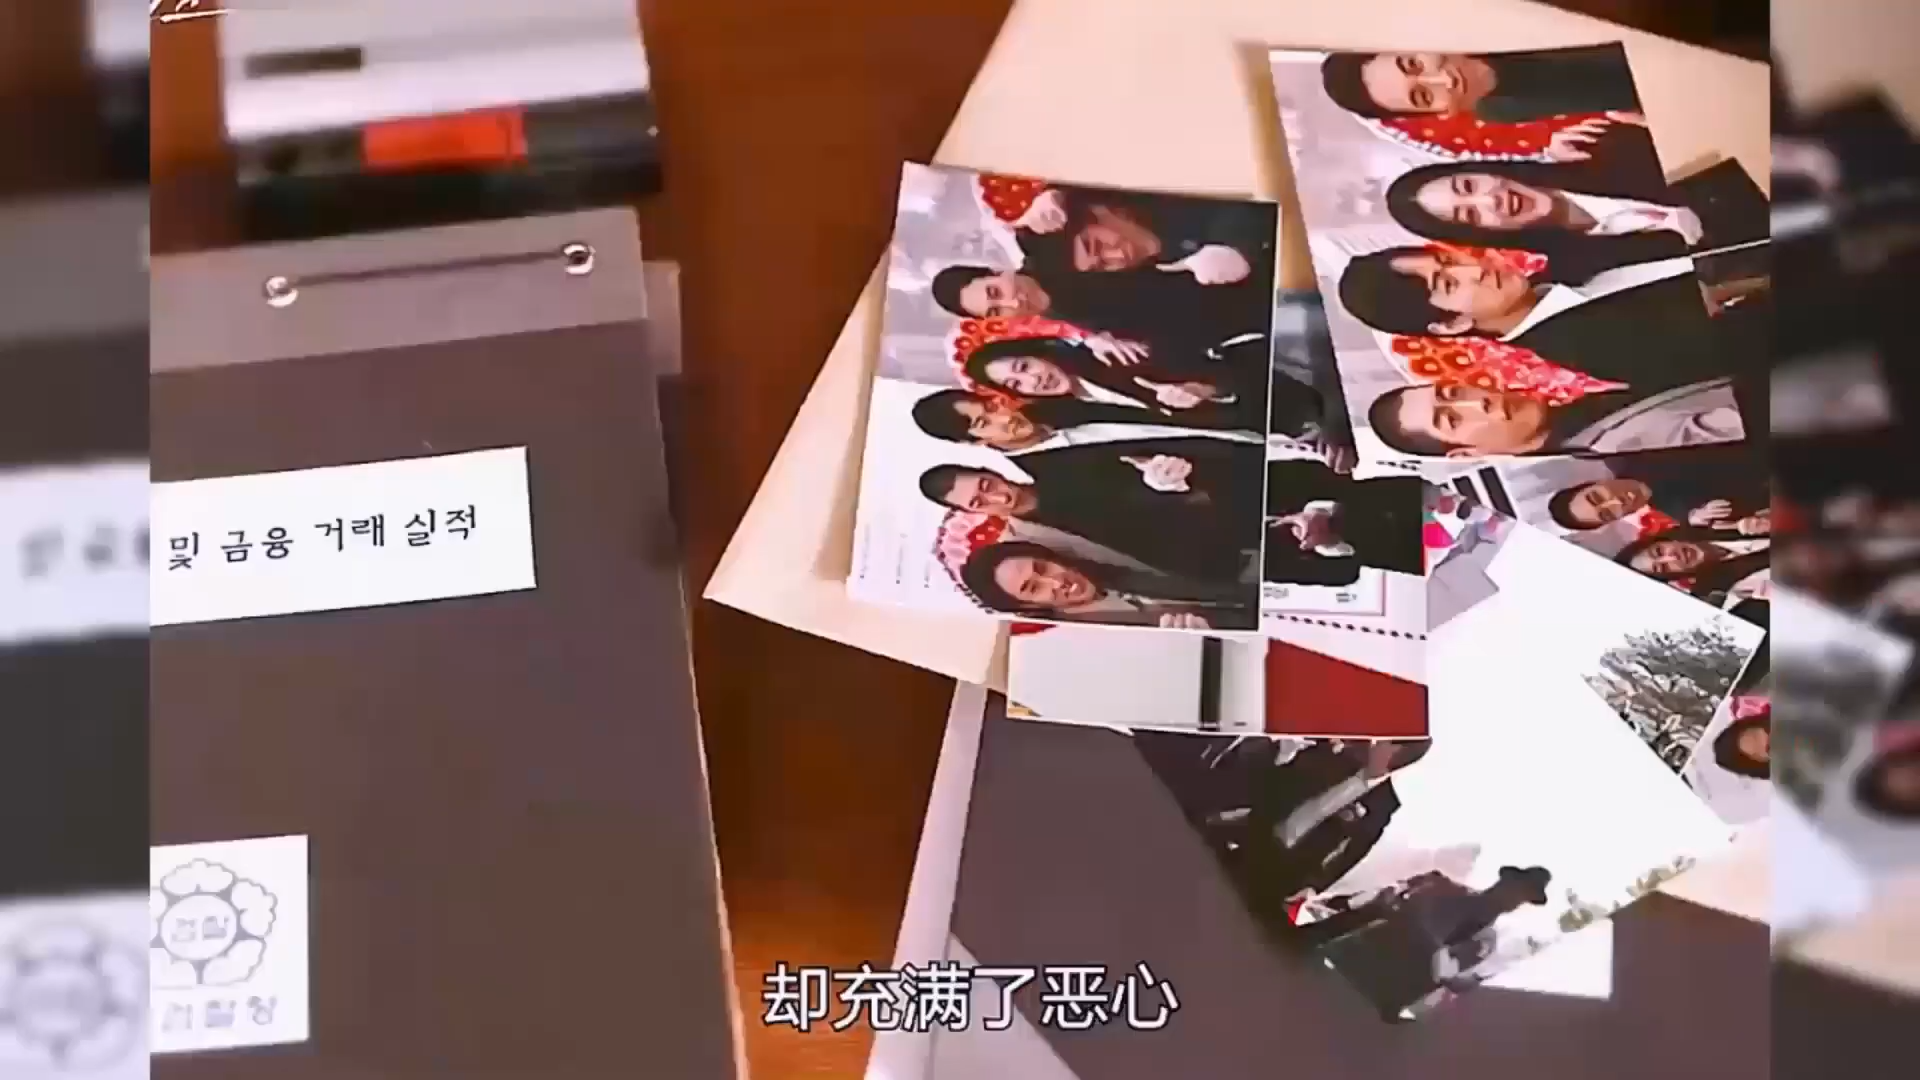 및 금융 거래 실적
검찰
검찰청
却充满了恶心